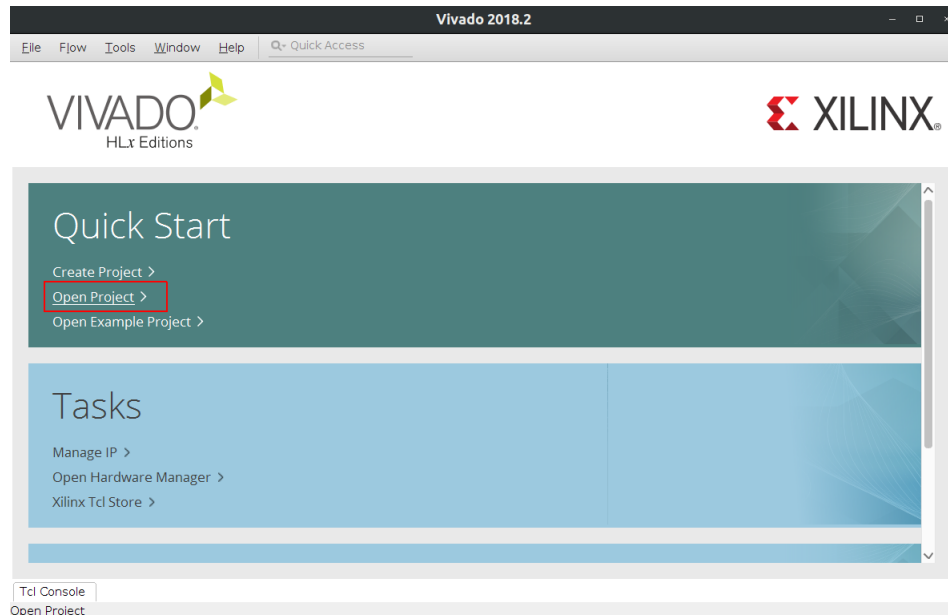 Vivado 2018.2
File Flow Tools Window Help Quick Access
VIVADO.
HLx Editions
XILINX®
Quick Start
Create Project >
Open Project >
Open Example Project >
Tasks
Manage IP >
Open Hardware Manager >
Xilinx Tcl Store >
Tcl Console
Open Project